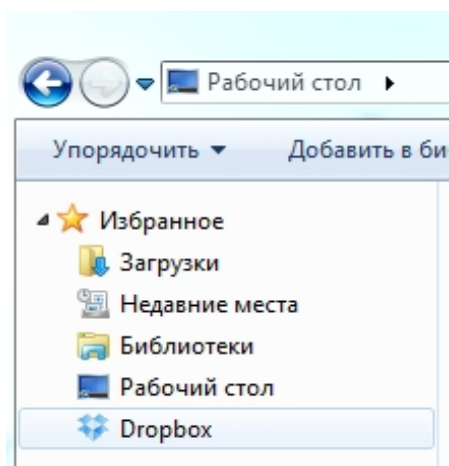 Рабочий стол
Упорядочить Добавить в би
Избранное
Загрузки
Недавние места
Библиотеки
Рабочий стол
Dropbox